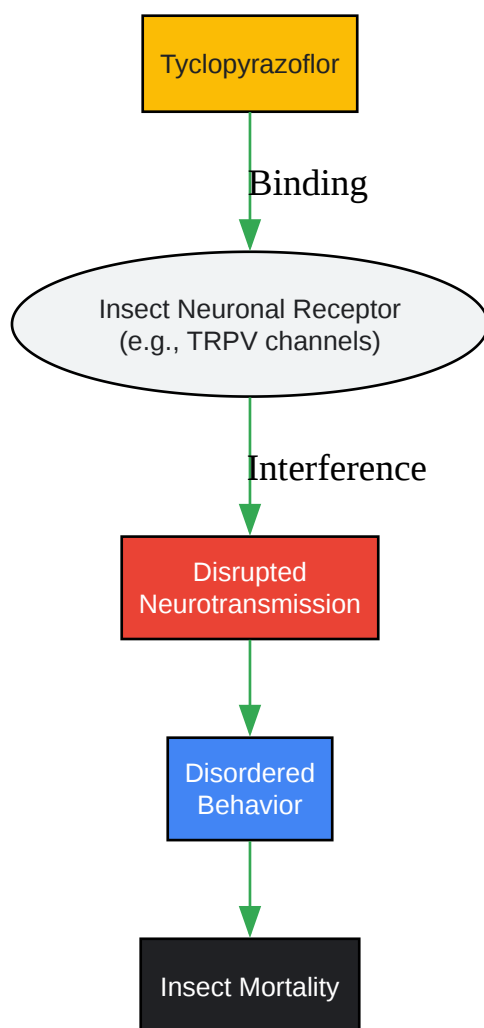 Tyclopyrazoflor
Binding
Insect Neuronal Receptor
(e.g., TRPV channels)
Interference
Disrupted
Neurotransmission
Disordered
Behavior
Insect Mortality